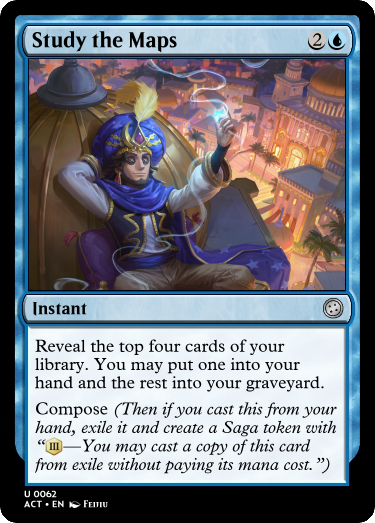 Study the Maps 2
Instant
Reveal the top four cards of your
library. You may put one into your
hand and the rest into your graveyard.
Compose (Then if you cast this from your
hand, exile it and create a Saga token with
“III—You may cast a copy of this card
from exile without paying its mana cost.”)
U 0062
ACT • EN Feiju